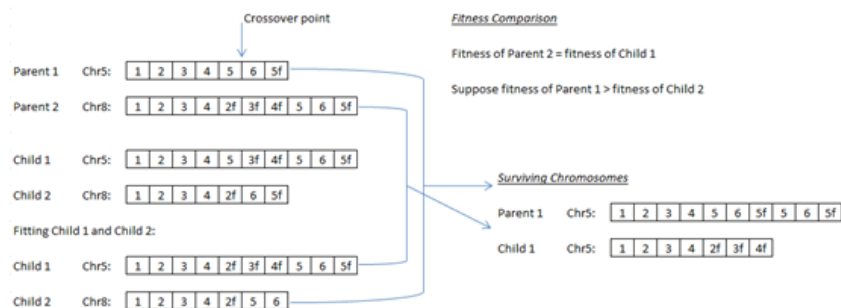 Crossover point
Parent 1 Chr5: 1 2 3 4 5 6 5f
Parent 2 Chr8: 1 2 3 4 2f 3f 4f 5 6 5f
Child 1 Chr5: 1 2 3 4 5 3f 4f 5 6 5f
Child 2 Chr8: 1 2 3 4 2f 6 5f
Fitting Child 1 and Child 2:
Child 1 Chr5: 1 2 3 4 2f 3f 4f 5 6 5f
Child 2 Chr8: 1 2 3 4 2f 5 6
Fitness Comparison
Fitness of Parent 2 = fitness of Child 1
Suppose fitness of Parent 1 > fitness of Child 2
Surviving Chromosomes
Parent 1 Chr5: 1 2 3 4 5 6 5f 5 6 5f
Child 1 Chr5: 1 2 3 4 2f 3f 4f